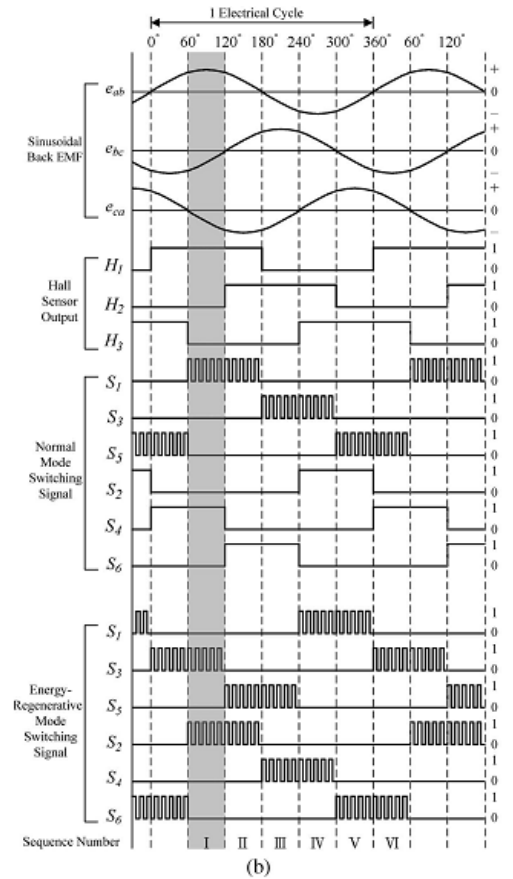 1 Electrical Cycle
0° 60° 120° 180° 240° 300° 360° 60° 120°
Sinusoidal
Back EMF
e_ab + 0 −
e_bc + 0 −
e_ca + 0 −
Hall
Sensor
Output
H_1 1 0
H_2 1 0
H_3 1 0
Normal
Mode
Switching
Signal
S_1 1 0
S_3 1 0
S_5 1 0
S_2 1 0
S_4 1 0
S_6 1 0
Energy-
Regenerative
Mode
Switching
Signal
S_1 1 0
S_3 1 0
S_5 1 0
S_2 1 0
S_4 1 0
S_6 1 0
Sequence Number I II III IV V VI
(b)